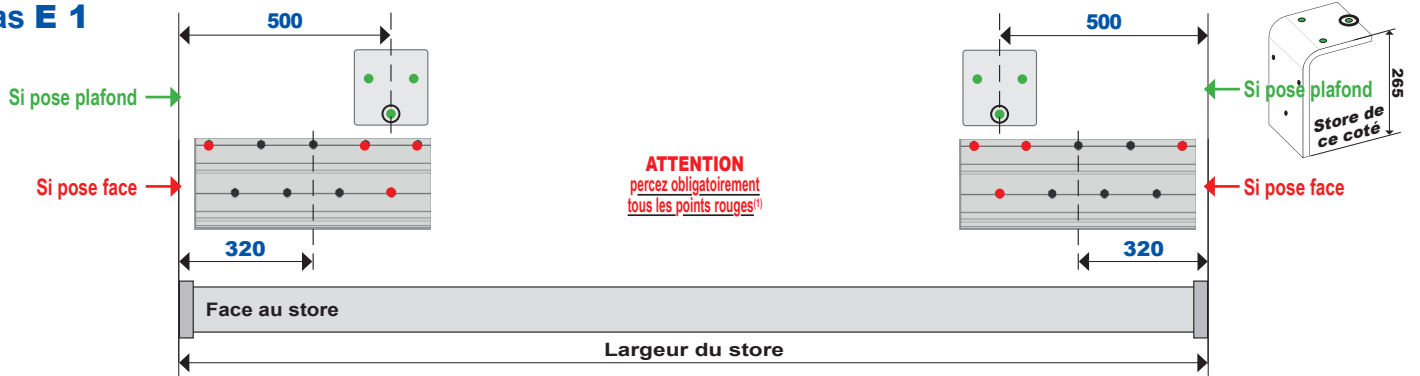 as E 1
500
500
Si pose plafond
Si pose plafond
265
Store de
ce coté
ATTENTION
percez obligatoirement
tous les points rouges(1)
Si pose face
Si pose face
320
320
Face au store
Largeur du store